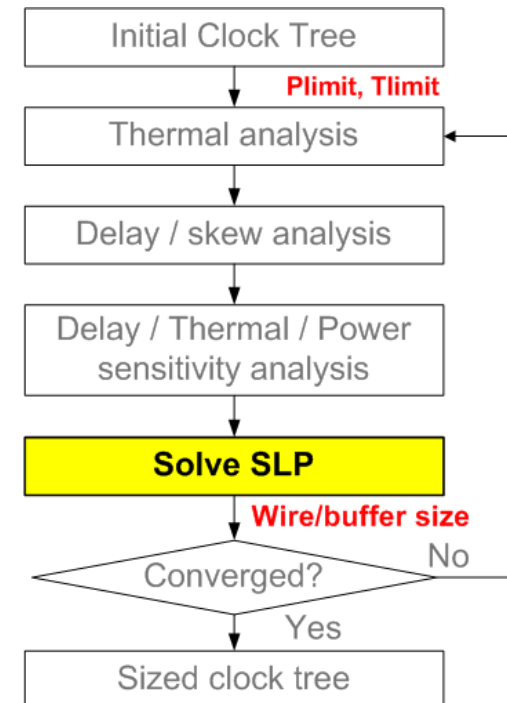 Initial Clock Tree
Plimit, Tlimit
Thermal analysis
Delay / skew analysis
Delay / Thermal / Power
sensitivity analysis
Solve SLP
Wire/buffer size
No
Converged?
Yes
Sized clock tree